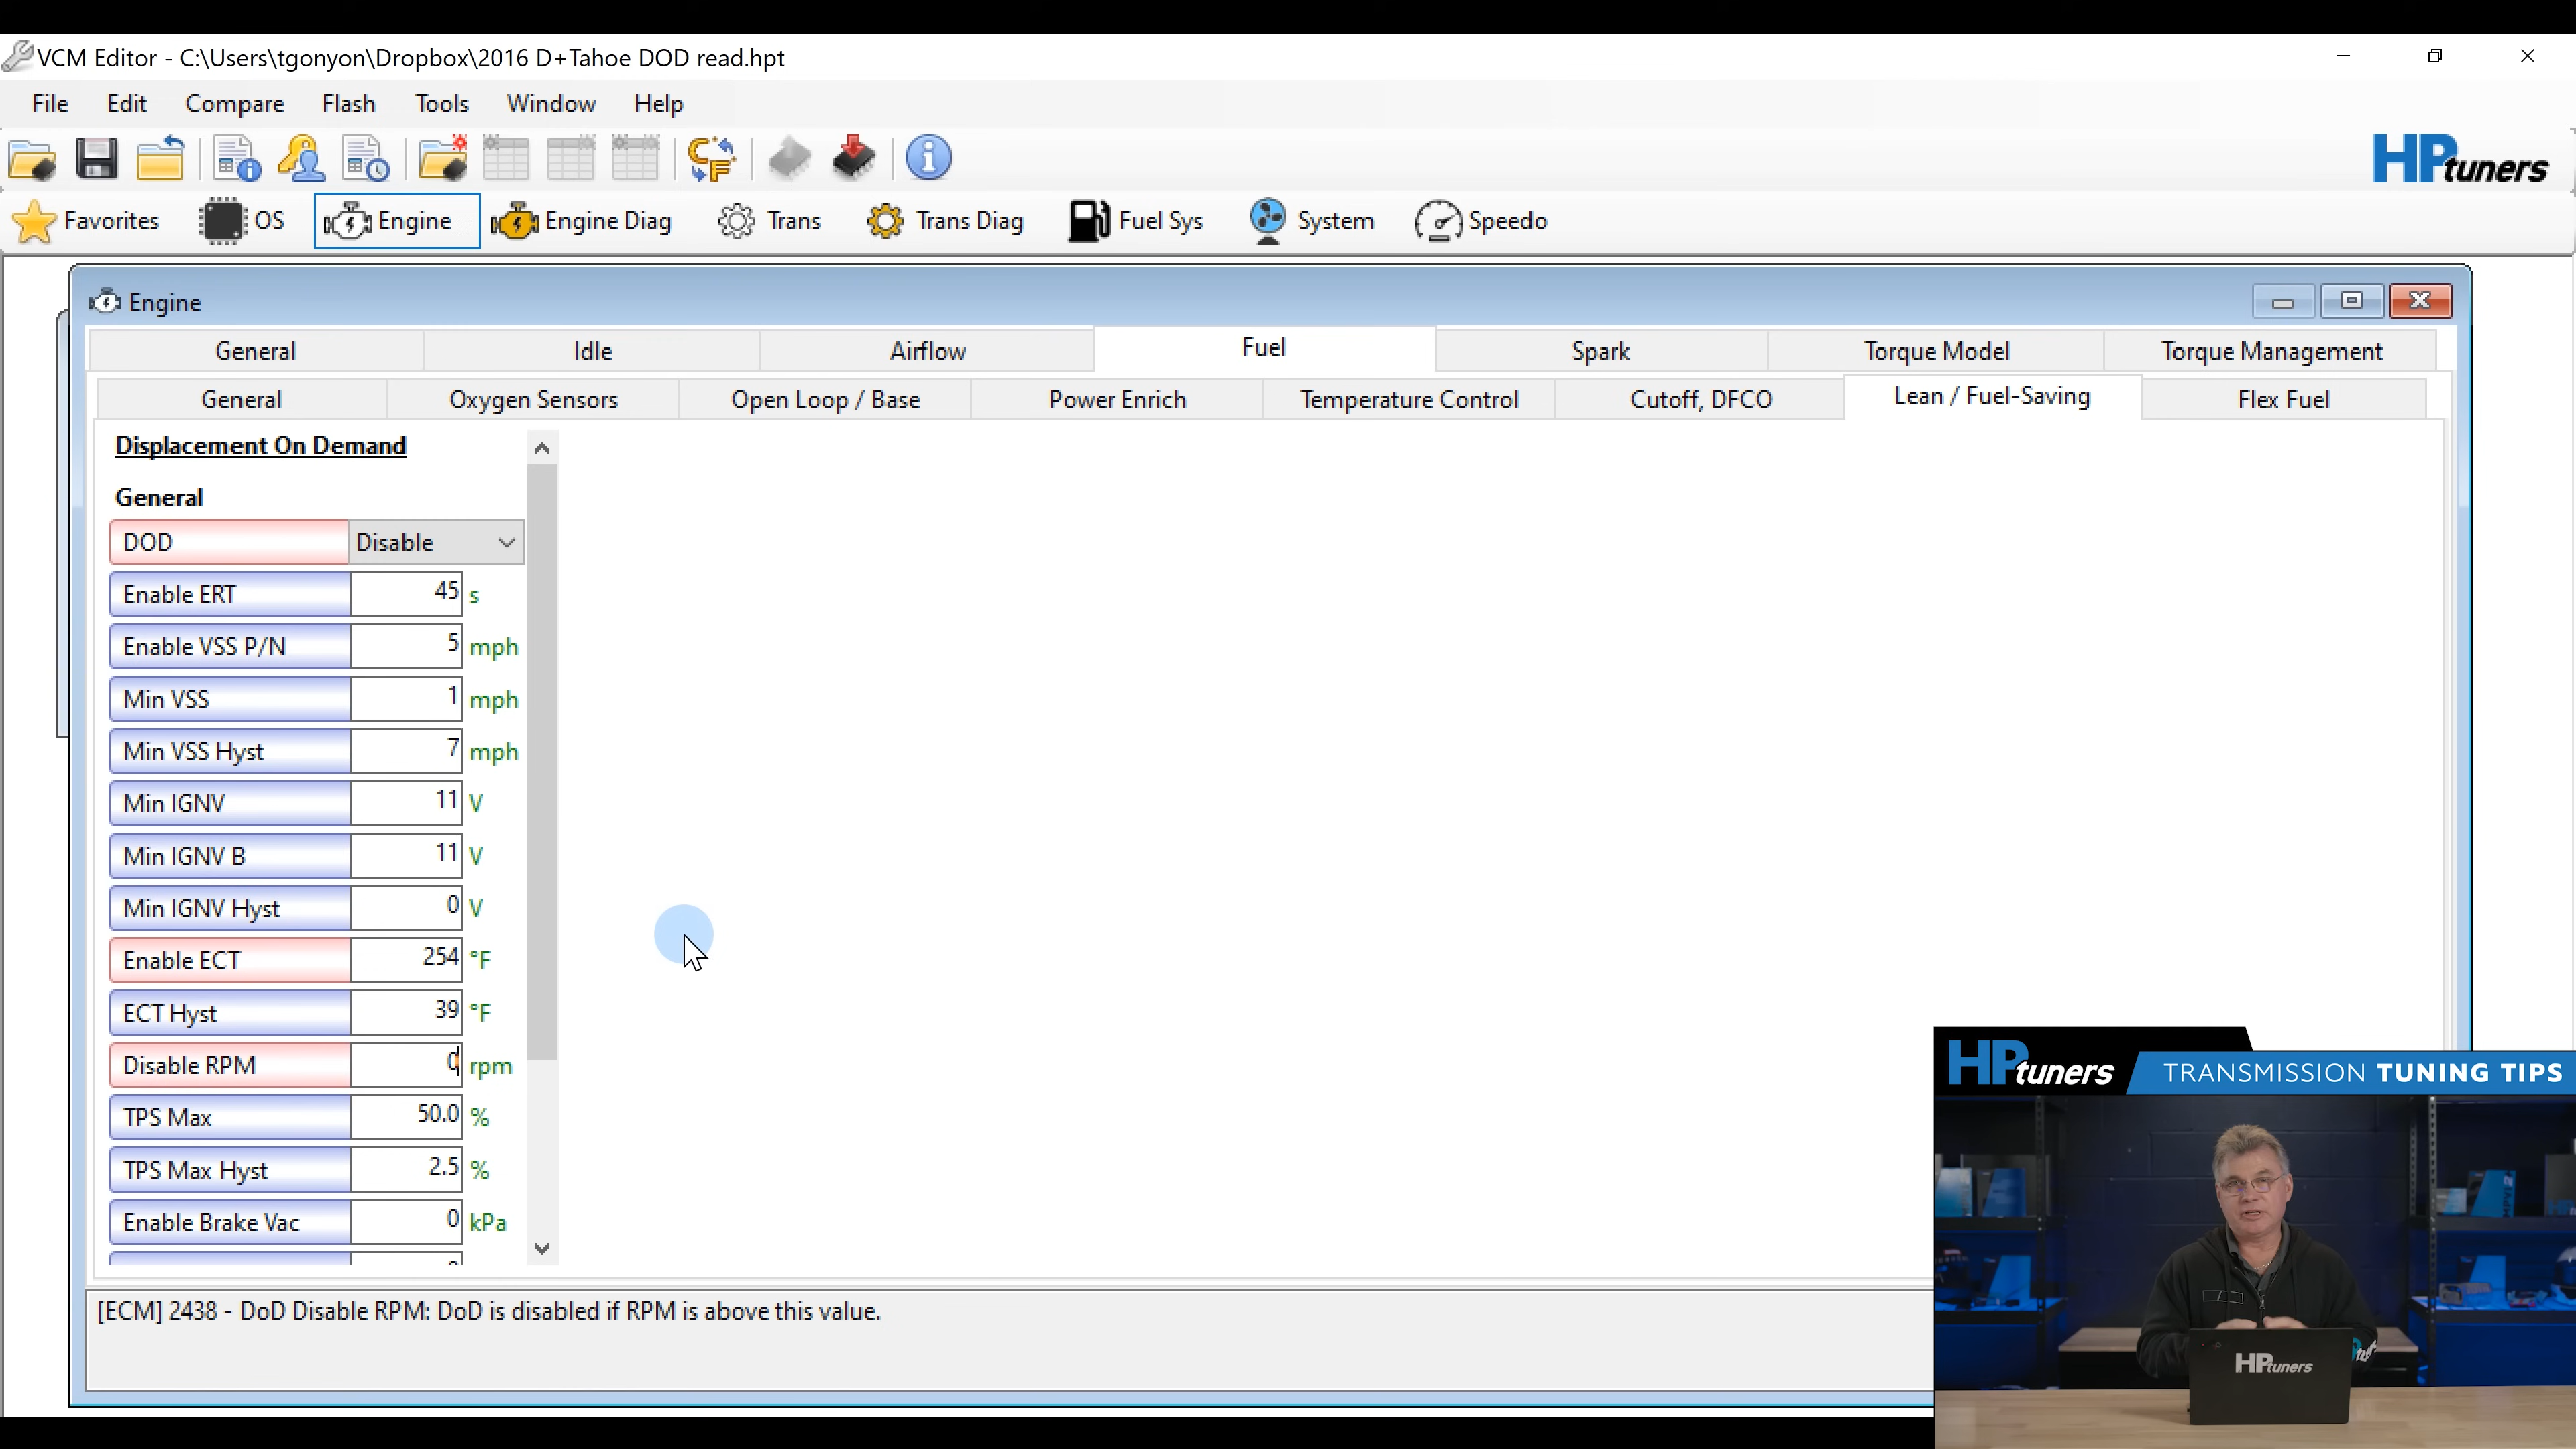 VCM Editor - C:\Users\tgonyon\Dropbox\2016 D+Tahoe DOD read.hpt
File Edit Compare Flash Tools Window Help
HPtuners
Favorites OS Engine Engine Diag Trans Trans Diag Fuel Sys System Speedo
Engine
General Idle Airflow Fuel Spark Torque Model Torque Management
General Oxygen Sensors Open Loop / Base Power Enrich Temperature Control Cutoff, DFCO Lean / Fuel-Saving Flex Fuel
Displacement On Demand
General
DOD Disable
Enable ERT 45 s
Enable VSS P/N 5 mph
Min VSS 1 mph
Min VSS Hyst 7 mph
Min IGNV 11 V
Min IGNV B 11 V
Min IGNV Hyst 0 V
Enable ECT 254 °F
ECT Hyst 39 °F
Disable RPM 0 rpm
TPS Max 50.0 %
TPS Max Hyst 2.5 %
Enable Brake Vac 0 kPa
[ECM] 2438 - DoD Disable RPM: DoD is disabled if RPM is above this value.
HPtuners TRANSMISSION TUNING TIPS
HPtuners